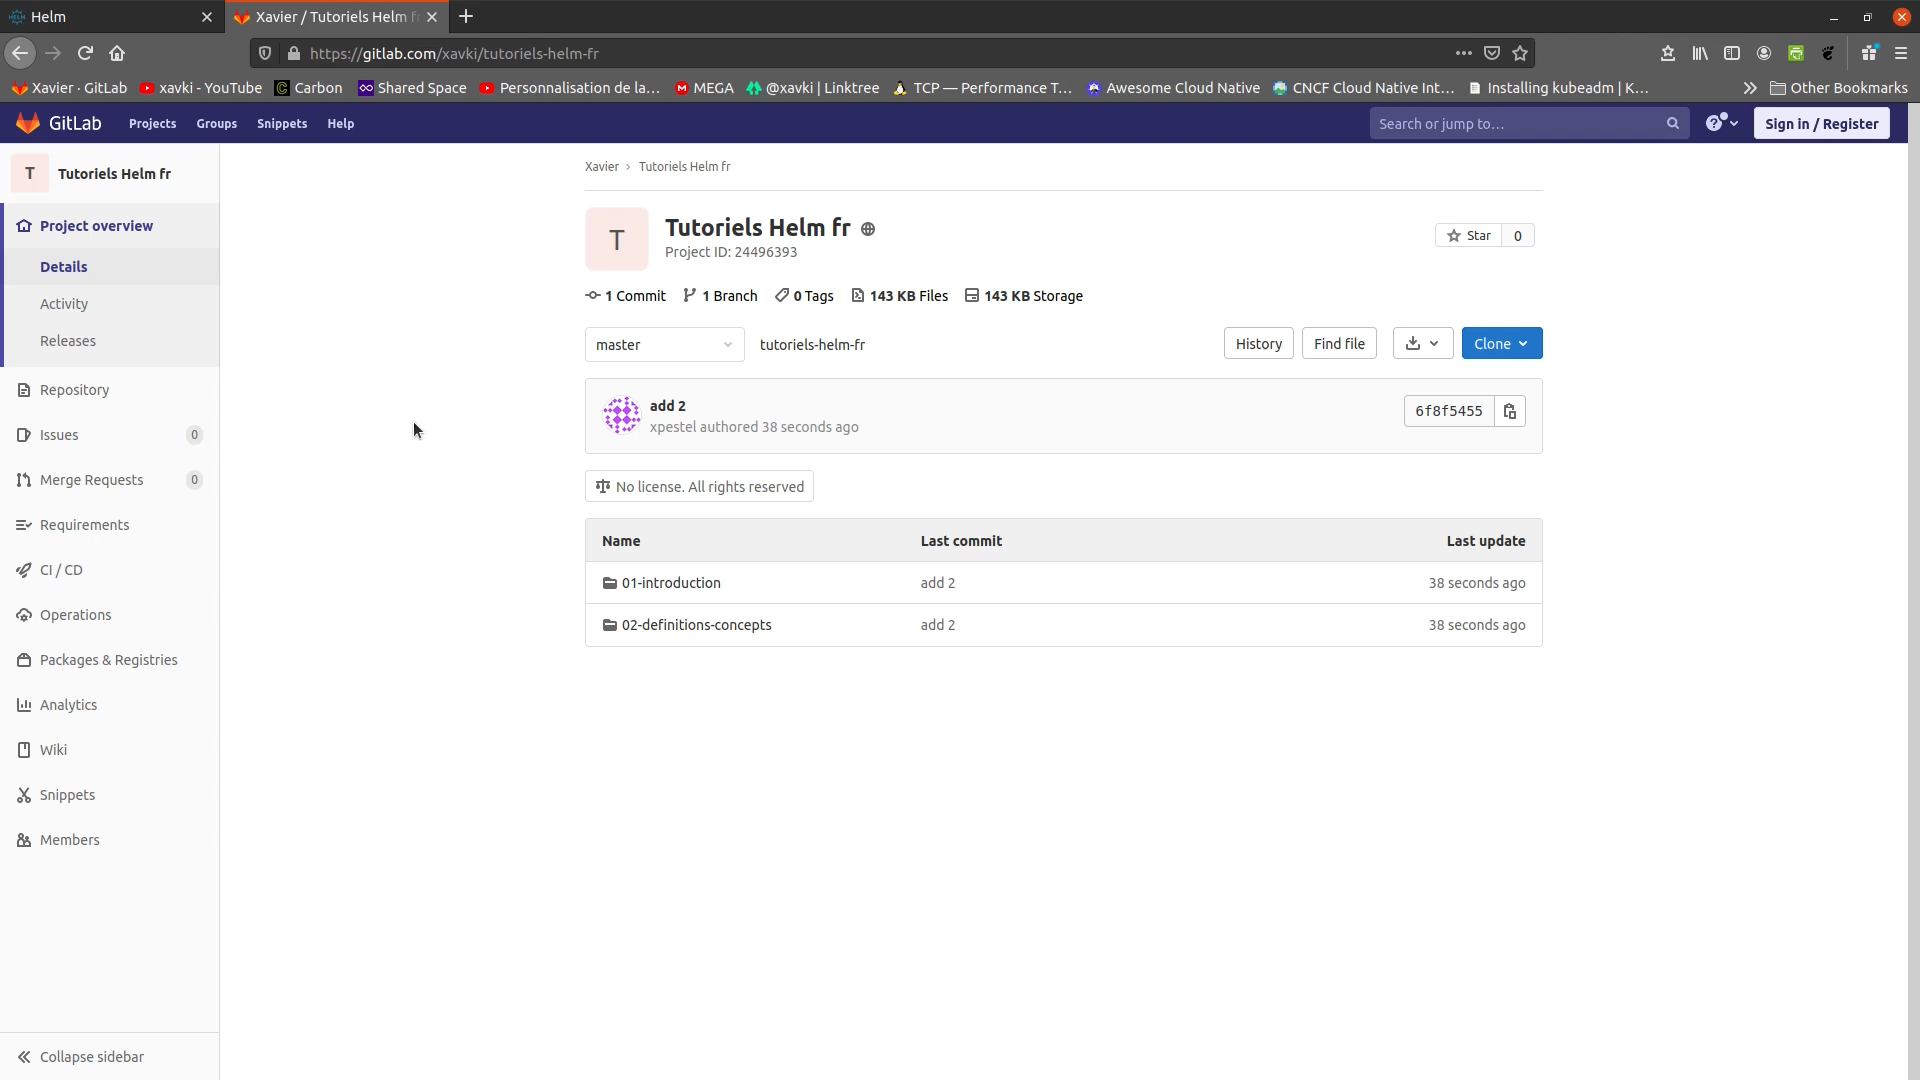 Helm
Xavier / Tutoriels Helm f
https://gitlab.com/xavki/tutoriels-helm-fr
Xavier · GitLab
xavki - YouTube
Carbon
Shared Space
Personnalisation de la...
MEGA
@xavki | Linktree
TCP — Performance T...
Awesome Cloud Native
CNCF Cloud Native Int...
Installing kubeadm | K...
Other Bookmarks
GitLab
Projects
Groups
Snippets
Help
Search or jump to...
Sign in / Register
T
Tutoriels Helm fr
Project overview
Details
Activity
Releases
Repository
Issues 0
Merge Requests 0
Requirements
CI / CD
Operations
Packages & Registries
Analytics
Wiki
Snippets
Members
Collapse sidebar
Xavier › Tutoriels Helm fr
T
Tutoriels Helm fr
Project ID: 24496393
Star 0
1 Commit
1 Branch
0 Tags
143 KB Files
143 KB Storage
master
tutoriels-helm-fr
History
Find file
Clone
add 2
xpestel authored 38 seconds ago
6f8f5455
No license. All rights reserved
Name Last commit Last update
01-introduction add 2 38 seconds ago
02-definitions-concepts add 2 38 seconds ago